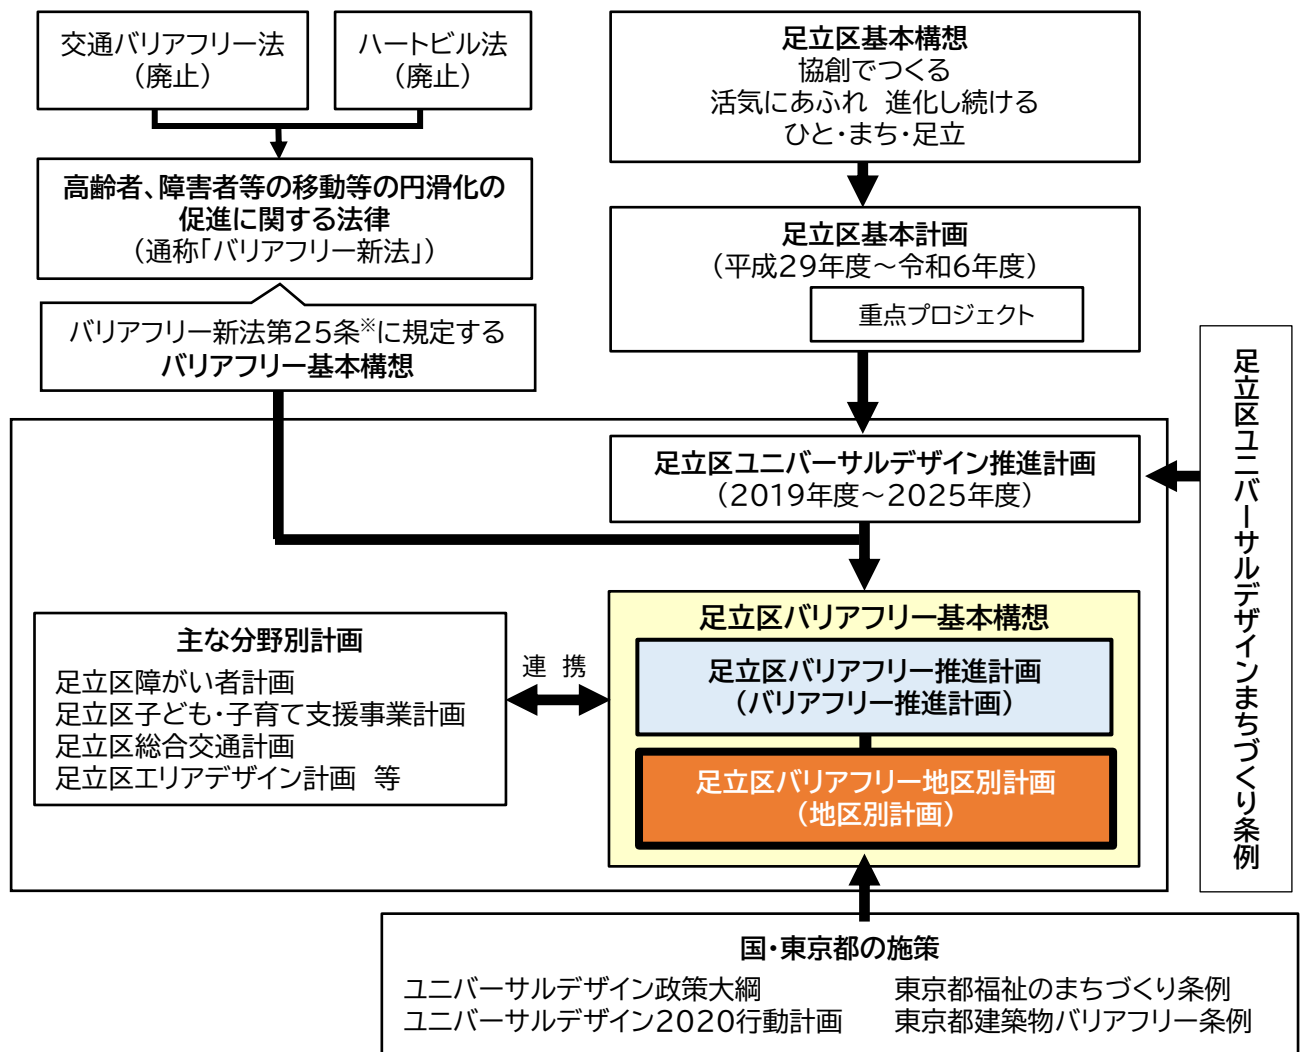 交通バリアフリー法
（廃止）
ハートビル法
（廃止）
高齢者、障害者等の移動等の円滑化の
促進に関する法律
（通称「バリアフリー新法」）
バリアフリー新法第25条※に規定する
バリアフリー基本構想
足立区基本構想
協創でつくる
活気にあふれ 進化し続ける
ひと・まち・足立
足立区基本計画
（平成29年度～令和6年度）
重点プロジェクト
足立区ユニバーサルデザイン推進計画
（2019年度～2025年度）
足立区ユニバーサルデザインまちづくり条例
主な分野別計画
足立区障がい者計画
足立区子ども・子育て支援事業計画
足立区総合交通計画
足立区エリアデザイン計画 等
連 携
足立区バリアフリー基本構想
足立区バリアフリー推進計画
（バリアフリー推進計画）
足立区バリアフリー地区別計画
（地区別計画）
国・東京都の施策
ユニバーサルデザイン政策大綱
ユニバーサルデザイン2020行動計画
東京都福祉のまちづくり条例
東京都建築物バリアフリー条例